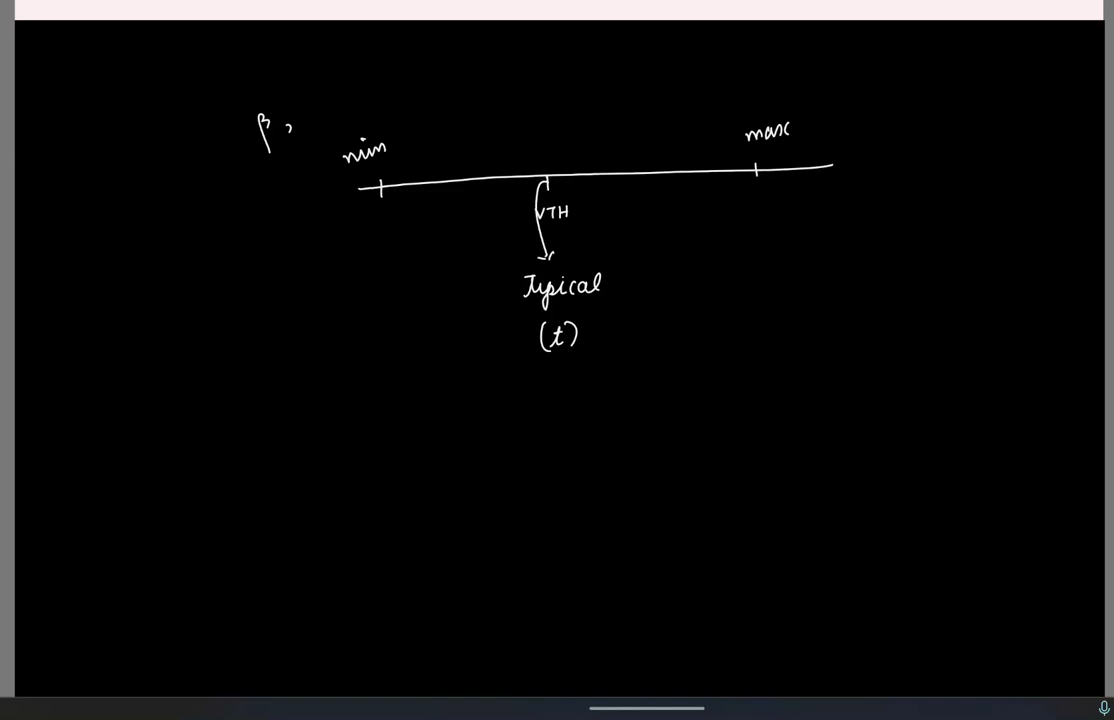 β,
min
max
VTH
Typical
(t)